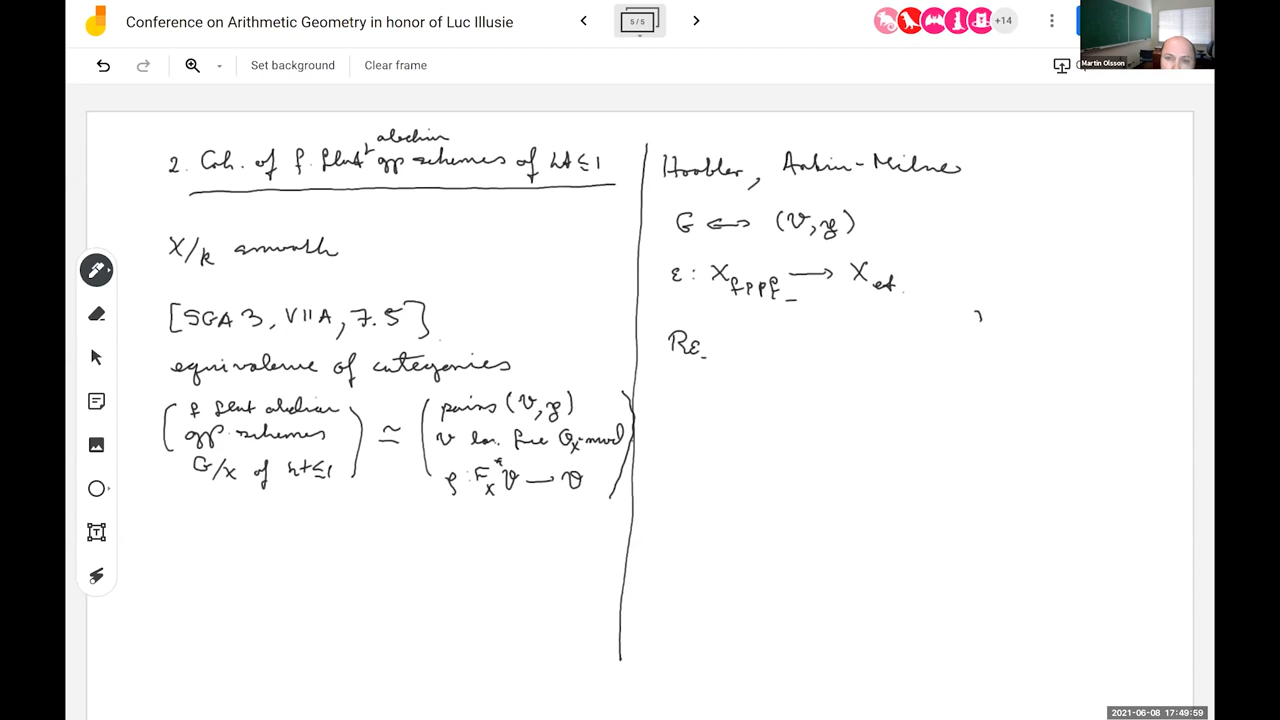 Conference on Arithmetic Geometry in honor of Luc Illusie
5/5
+14
Set background
Clear frame
Martin Olsson
abelian
2. Coh. of f. flat gp schemes of ht ≤ 1
X/k smooth
[SGA 3, VIIA, 7.5]
equivalence of categories
(f flat abelian gp. schemes G/X of ht ≤ 1) ≃ (pairs (V, ρ) V loc. free O_X-mod ρ : F_X^* V → V)
Hoobler, Artin-Milne
G ↔ (V, ρ)
ε : X_fppf → X_et.
Rε
2021-06-08 17:49:59